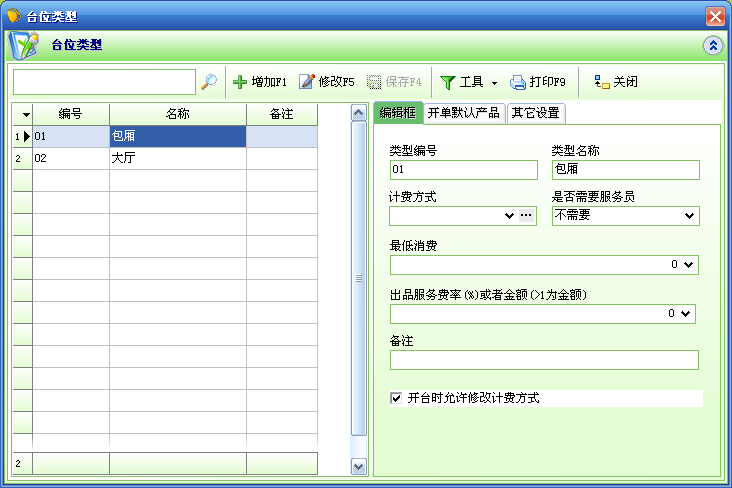 台位类型
台位类型
增加F1 修改F5 保存F4 工具 打印F9 关闭
编号 名称 备注
1 01 包厢
2 02 大厅
2
编辑框 开单默认产品 其它设置
类型编号 类型名称
01 包厢
计费方式 是否需要服务员
不需要
最低消费
0
出品服务费率(%)或者金额(>1为金额)
0
备注
开台时允许修改计费方式